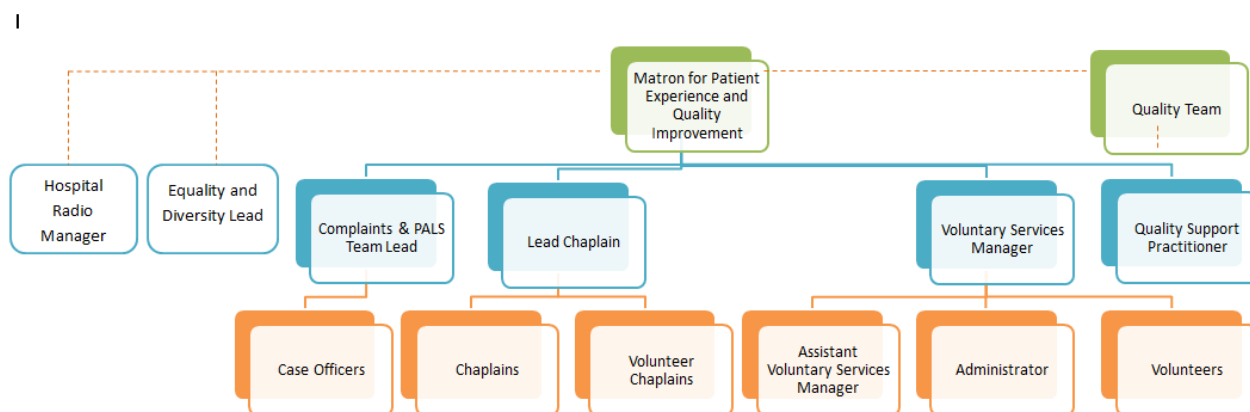 I
Matron for Patient
Experience and
Quality
Improvement
Quality Team
Hospital
Radio
Manager
Equality and
Diversity Lead
Complaints & PALS
Team Lead
Lead Chaplain
Voluntary Services
Manager
Quality Support
Practitioner
Case Officers
Chaplains
Volunteer
Chaplains
Assistant
Voluntary Services
Manager
Administrator
Volunteers